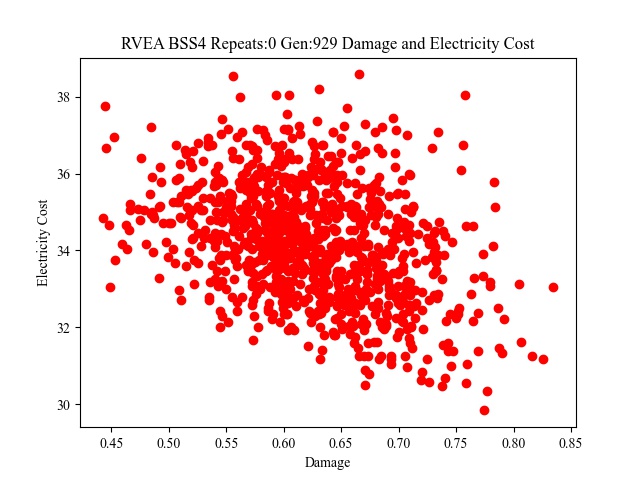 RVEA BSS4 Repeats:0 Gen:929 Damage and Electricity Cost
38
36
34
32
30
Electricity Cost
0.45 0.50 0.55 0.60 0.65 0.70 0.75 0.80 0.85
Damage